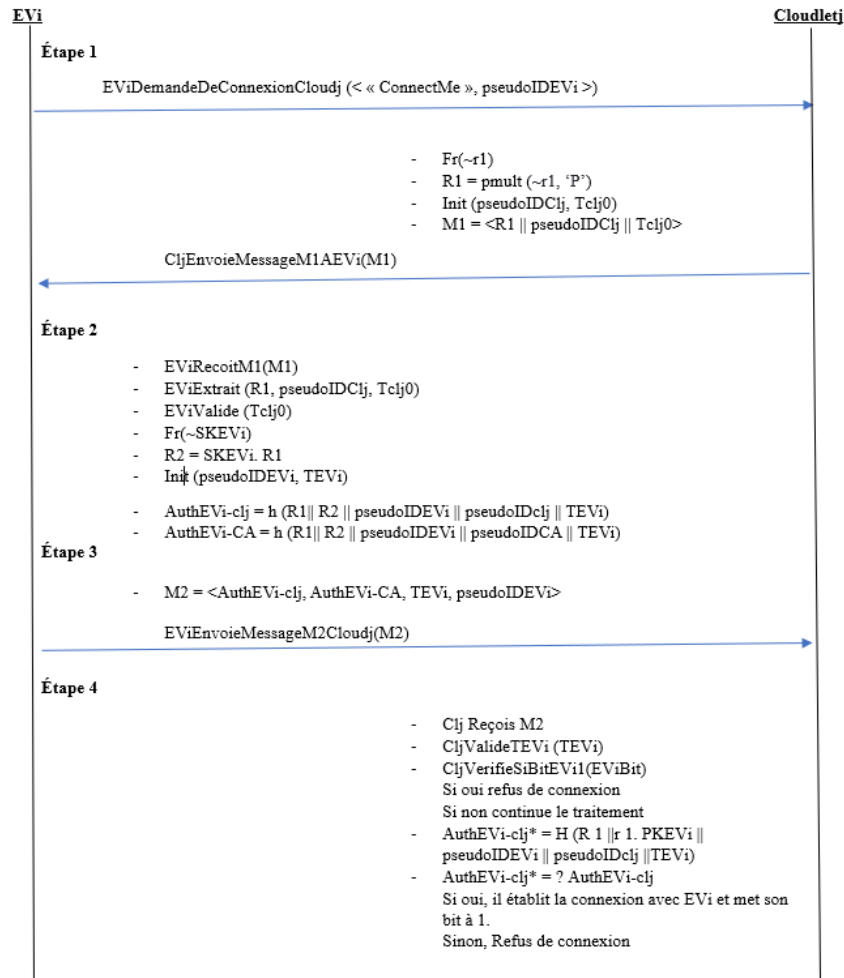 EVi
Cloudletj
Étape 1
EViDemandeDeConnexionCloudj (< « ConnectMe », pseudoIDEVi >)
- Fr(~r1)
- R1 = pmult (~r1, ‘P’)
- Init (pseudoIDClj, Tclj0)
- M1 = <R1 || pseudoIDClj || Tclj0>
CljEnvoieMessageM1AEVi(M1)
Étape 2
- EViRecoitM1(M1)
- EViExtrait (R1, pseudoIDClj, Tclj0)
- EViValide (Tclj0)
- Fr(~SKEVi)
- R2 = SKEVi. R1
- Init (pseudoIDEVi, TEVi)
- AuthEVi-clj = h (R1|| R2 || pseudoIDEVi || pseudoIDclj || TEVi)
- AuthEVi-CA = h (R1|| R2 || pseudoIDEVi || pseudoIDCA || TEVi)
Étape 3
- M2 = <AuthEVi-clj, AuthEVi-CA, TEVi, pseudoIDEVi>
EViEnvoieMessageM2Cloudj(M2)
Étape 4
- Clj Reçois M2
- CljValideTEVi (TEVi)
- CljVerifieSiBitEVi1(EViBit)
Si oui refus de connexion
Si non continue le traitement
- AuthEVi-clj* = H (R 1 ||r 1. PKEVi ||
pseudoIDEVi || pseudoIDclj ||TEVi)
- AuthEVi-clj* = ? AuthEVi-clj
Si oui, il établit la connexion avec EVi et met son
bit à 1.
Sinon, Refus de connexion